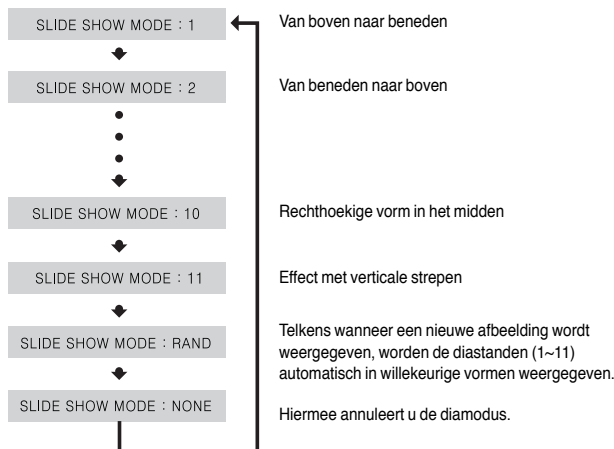 SLIDE SHOW MODE : 1
Van boven naar beneden
SLIDE SHOW MODE : 2
Van beneden naar boven
SLIDE SHOW MODE : 10
Rechthoekige vorm in het midden
SLIDE SHOW MODE : 11
Effect met verticale strepen
SLIDE SHOW MODE : RAND
Telkens wanneer een nieuwe afbeelding wordt
weergegeven, worden de diastanden (1~11)
automatisch in willekeurige vormen weergegeven.
SLIDE SHOW MODE : NONE
Hiermee annuleert u de diamodus.